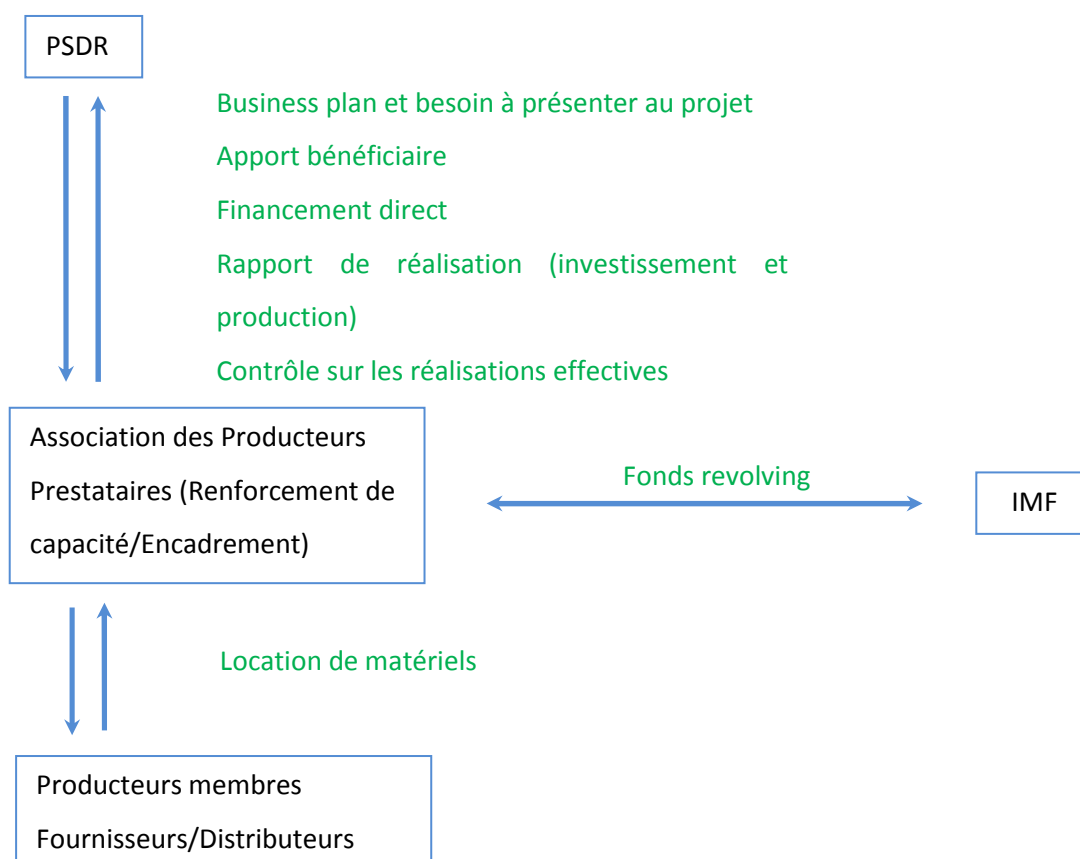 PSDR
Business plan et besoin à présenter au projet
Apport bénéficiaire
Financement direct
Rapport de réalisation (investissement et
production)
Contrôle sur les réalisations effectives
Association des Producteurs
Prestataires (Renforcement de
capacité/Encadrement)
Fonds revolving
IMF
Location de matériels
Producteurs membres
Fournisseurs/Distributeurs